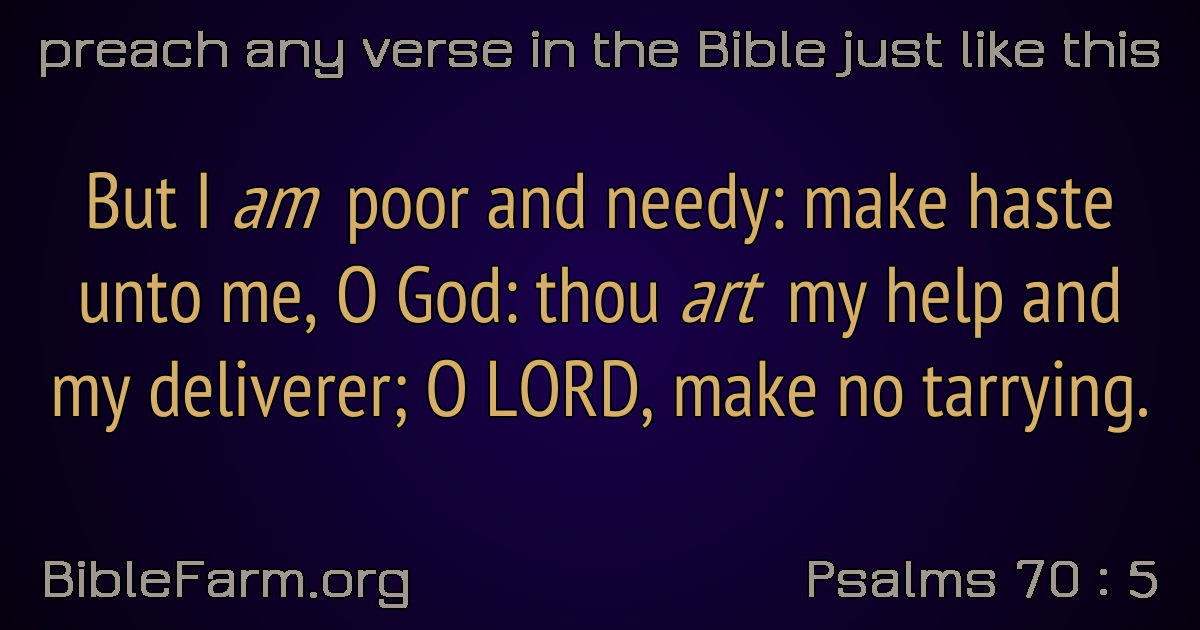 preach any verse in the Bible just like this
But I am poor and needy: make haste
unto me, O God: thou art my help and
my deliverer; O LORD, make no tarrying.
BibleFarm.org
Psalms 70 : 5